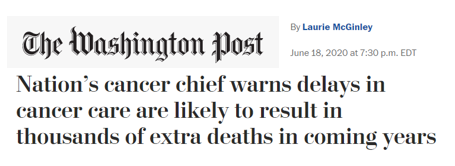 The Washington Post
By Laurie McGinley
June 18, 2020 at 7:30 p.m. EDT
Nation's cancer chief warns delays in
cancer care are likely to result in
thousands of extra deaths in coming years